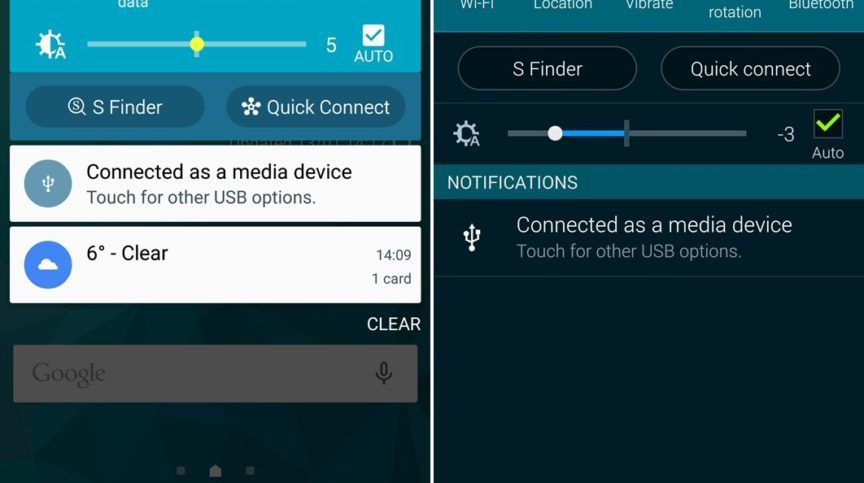 data
5
AUTO
S Finder
Quick Connect
Connected as a media device
Touch for other USB options.
6° - Clear
14:09
1 card
CLEAR
Google
Wi-Fi
Location
Vibrate
rotation
Bluetooth
S Finder
Quick connect
-3
Auto
NOTIFICATIONS
Connected as a media device
Touch for other USB options.